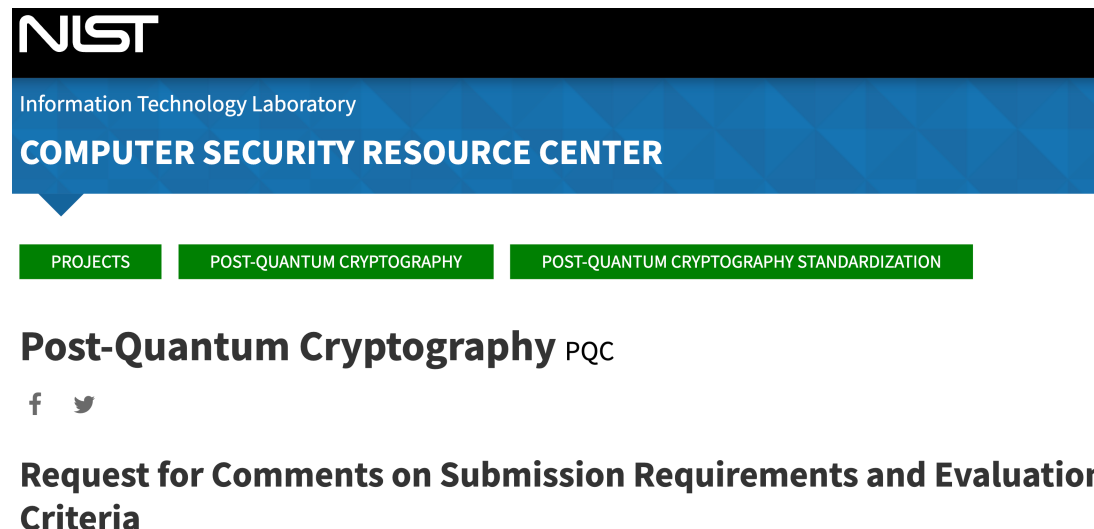 NIST
Information Technology Laboratory
COMPUTER SECURITY RESOURCE CENTER
PROJECTS POST-QUANTUM CRYPTOGRAPHY POST-QUANTUM CRYPTOGRAPHY STANDARDIZATION
Post-Quantum Cryptography PQC
Request for Comments on Submission Requirements and Evaluation
Criteria